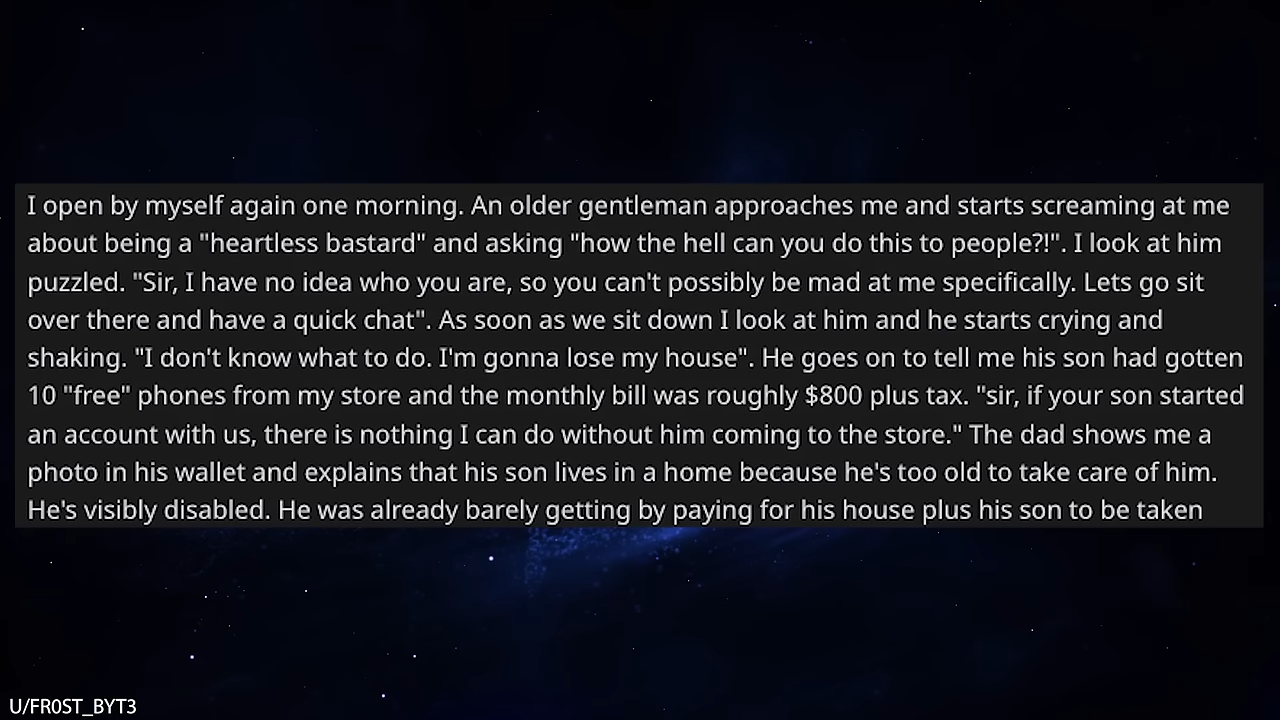 I open by myself again one morning. An older gentleman approaches me and starts screaming at me
about being a "heartless bastard" and asking "how the hell can you do this to people?!". I look at him
puzzled. "Sir, I have no idea who you are, so you can't possibly be mad at me specifically. Lets go sit
over there and have a quick chat". As soon as we sit down I look at him and he starts crying and
shaking. "I don't know what to do. I'm gonna lose my house". He goes on to tell me his son had gotten
10 "free" phones from my store and the monthly bill was roughly $800 plus tax. "sir, if your son started
an account with us, there is nothing I can do without him coming to the store." The dad shows me a
photo in his wallet and explains that his son lives in a home because he's too old to take care of him.
He's visibly disabled. He was already barely getting by paying for his house plus his son to be taken
U/FR0ST_BYT3